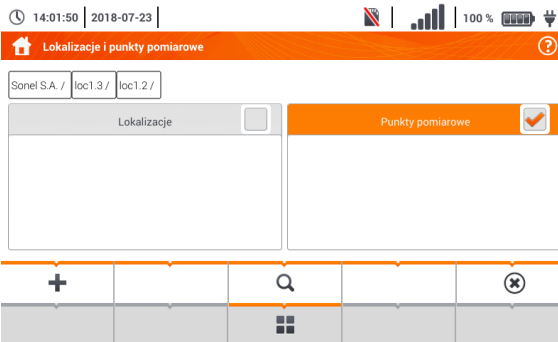 14:01:50 2018-07-23 100 %
Lokalizacje i punkty pomiarowe
Sonel S.A. / loc1.3 / loc1.2 /
Lokalizacje Punkty pomiarowe